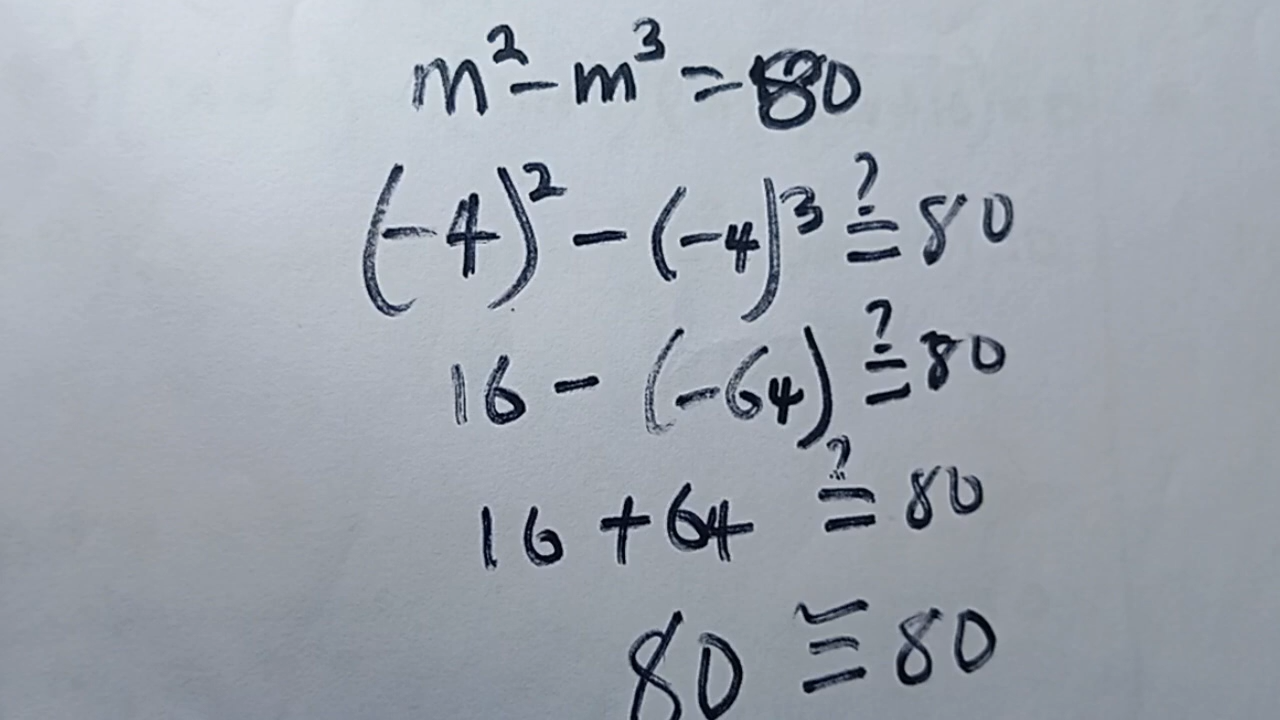 m² - m³ = 80
(-4)² - (-4)³ ≟ 80
16 - (-64) ≟ 80
16 + 64 ≟ 80
80 ≅ 80